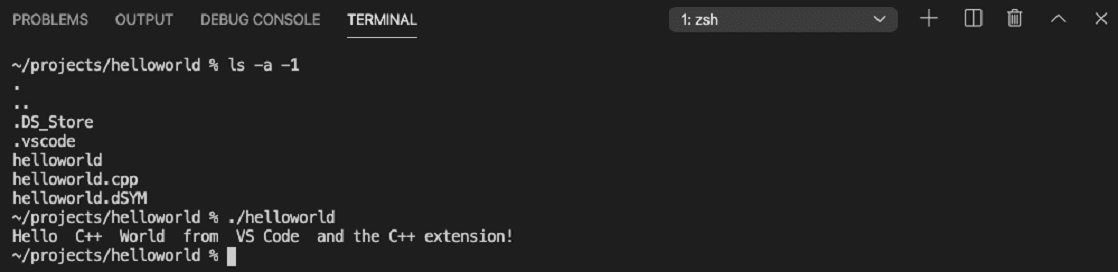 PROBLEMS OUTPUT DEBUG CONSOLE TERMINAL 1: zsh
~/projects/helloworld % ls -a -1
.
..
.DS_Store
.vscode
helloworld
helloworld.cpp
helloworld.dSYM
~/projects/helloworld % ./helloworld
Hello  C++  World  from  VS Code  and the C++ extension!
~/projects/helloworld %